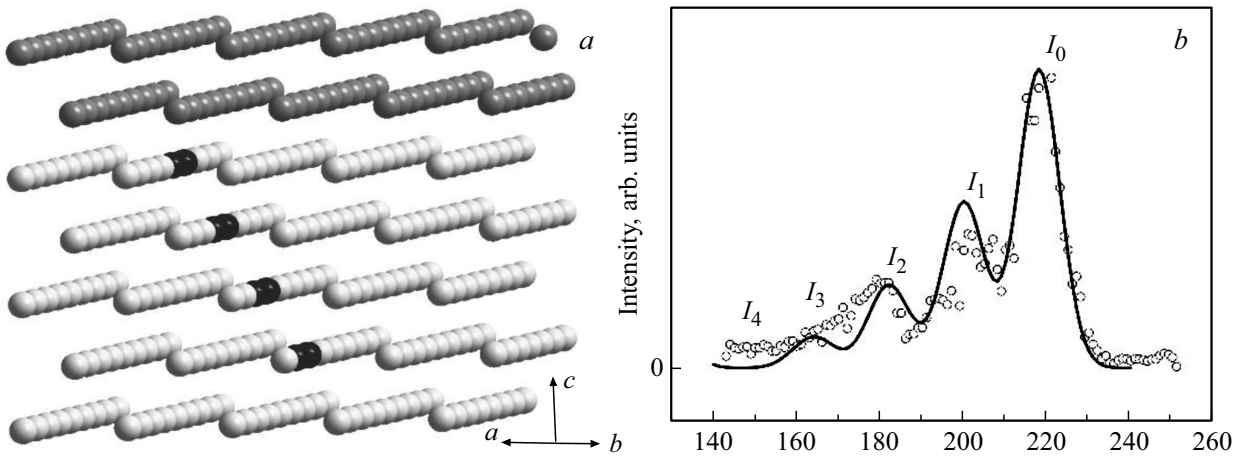 a
c
a
b
b
Intensity, arb. units
0
I₄
I₃
I₂
I₁
I₀
140 160 180 200 220 240 260